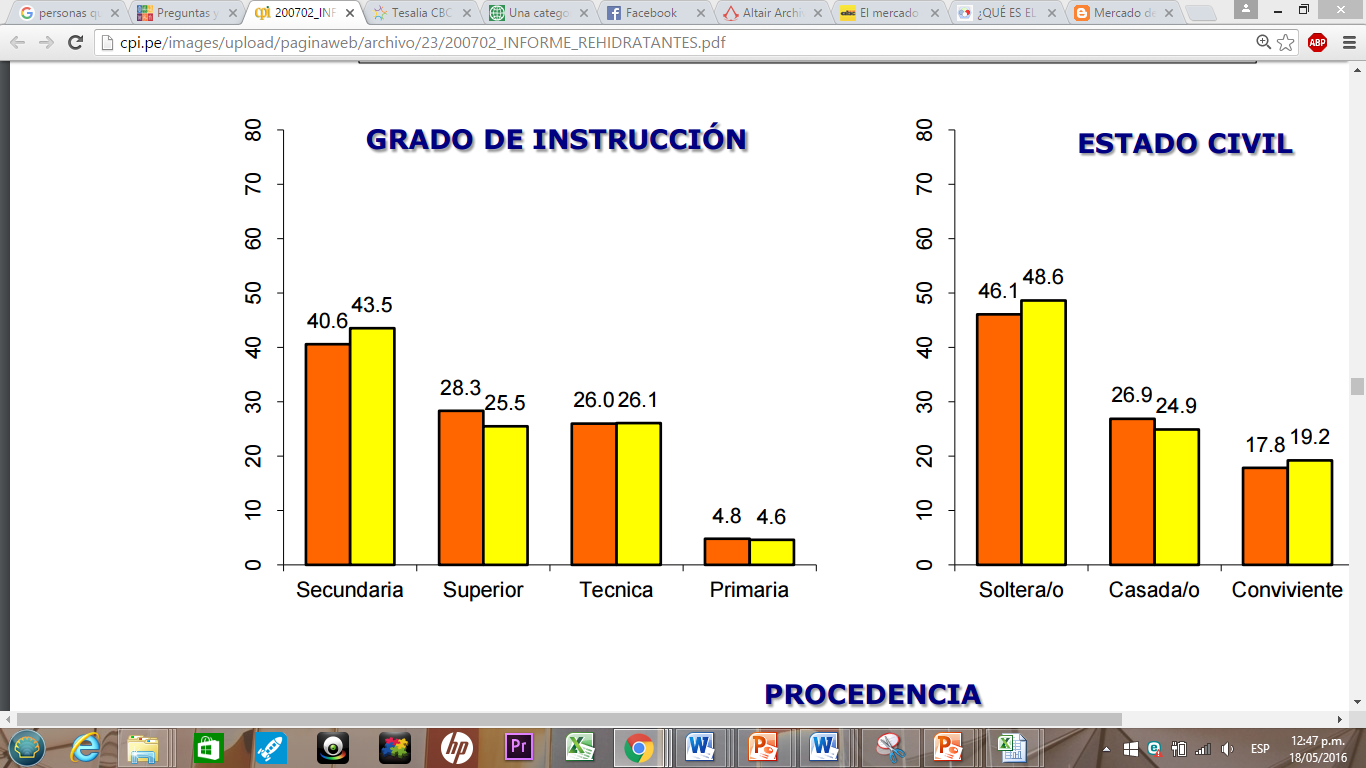 personas qu
Preguntas y
200702_INF
Tesalia CBC
Una catego
Facebook
Altair Archi
El mercado
¿QUÉ ES EL
Mercado de
cpi.pe/images/upload/paginaweb/archivo/23/200702_INFORME_REHIDRATANTES.pdf
ABP
GRADO DE INSTRUCCIÓN
80
70
60
50
40
30
20
10
0
40.6
43.5
28.3
25.5
26.0
26.1
4.8
4.6
Secundaria
Superior
Tecnica
Primaria
ESTADO CIVIL
80
70
60
50
40
30
20
10
0
46.1
48.6
26.9
24.9
17.8
19.2
Soltera/o
Casada/o
Conviviente
PROCEDENCIA
hp
Pr
ESP
12:47 p.m.
18/05/2016